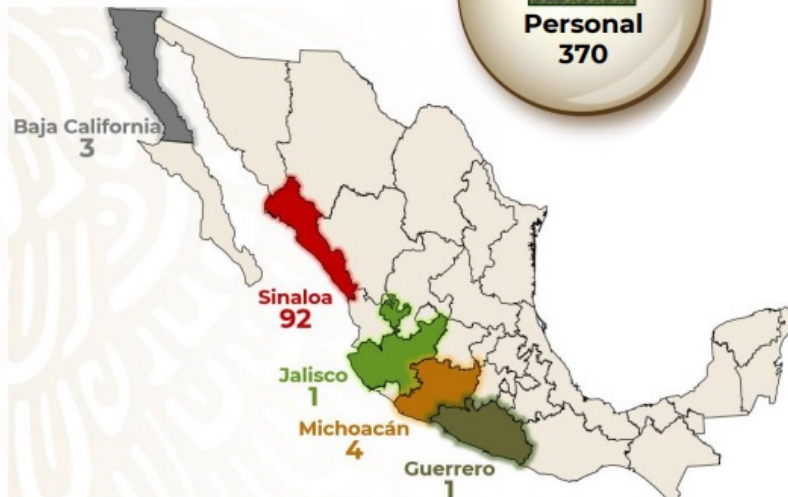 Personal
370
Baja California
3
Sinaloa
92
Jalisco
1
Michoacán
4
Guerrero
1